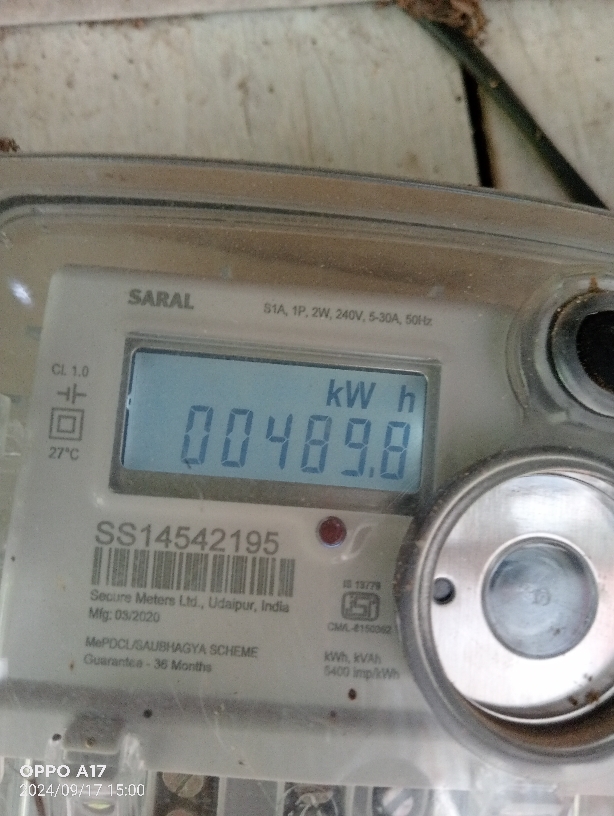 SARAL
S1A, 1P, 2W, 240V, 5-30A, 50Hz
Cl. 1.0
27°C
kW h
00489.8
SS14542195
Secure Meters Ltd., Udaipur, India
Mfg: 03/2020
MePDCL/SAUBHAGYA SCHEME
Guarantee - 36 Months
IS 13779
CM/L-8150362
kWh, kVAh
5400 imp/kWh
OPPO A17
2024/09/17 15:00